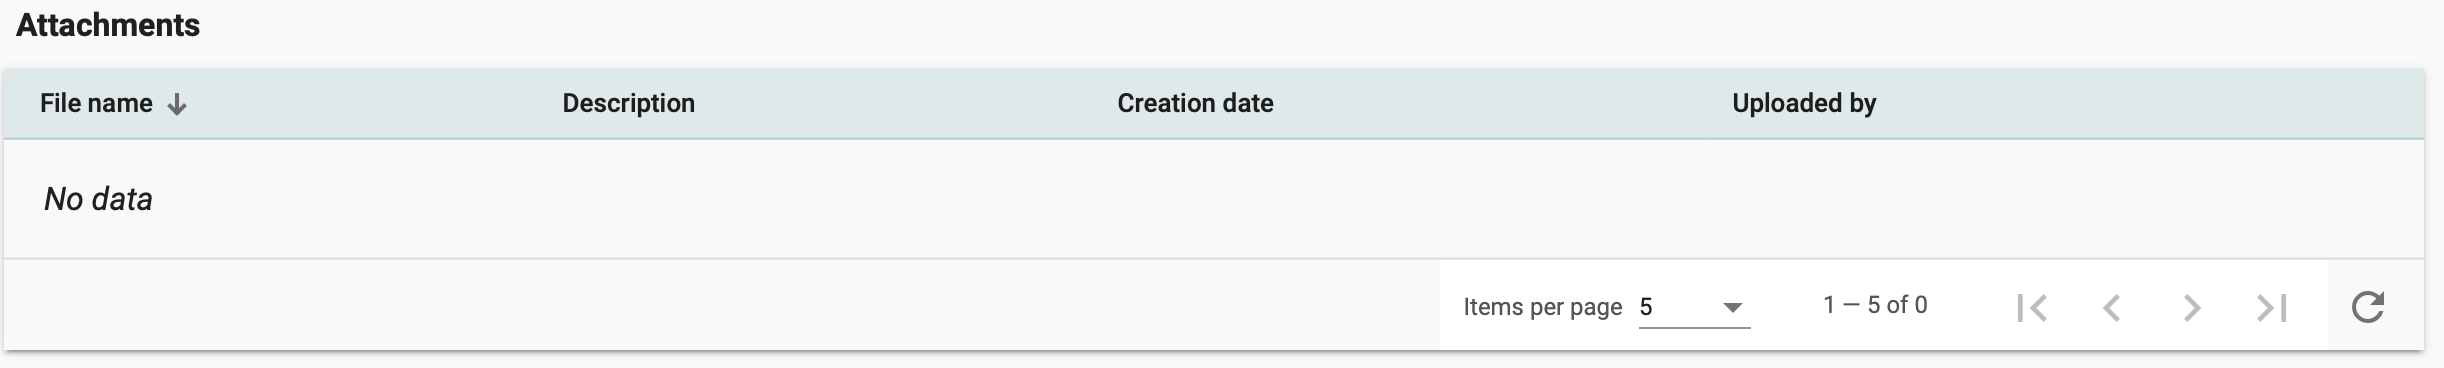 Attachments
File name Description Creation date Uploaded by
No data
Items per page 5 1 – 5 of 0